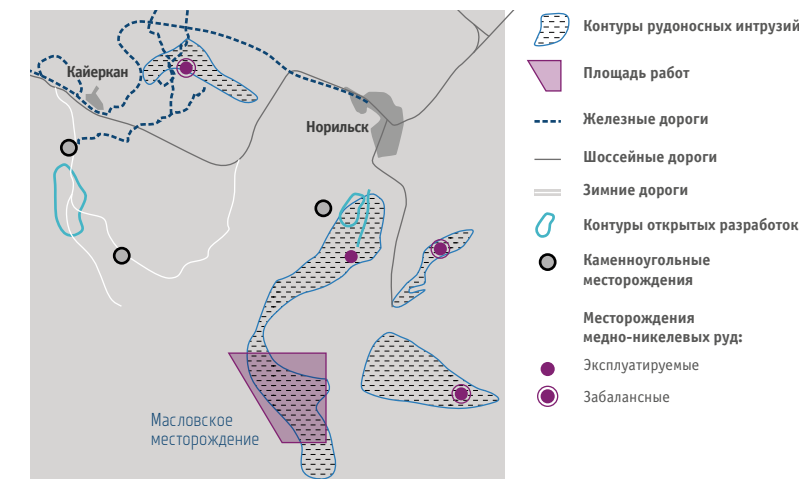 Кайеркан
Норильск
Масловское
месторождение
Контуры рудоносных интрузий
Площадь работ
Железные дороги
Шоссейные дороги
Зимние дороги
Контуры открытых разработок
Каменноугольные
месторождения
Месторождения
медно-никелевых руд:
Эксплуатируемые
Забалансные